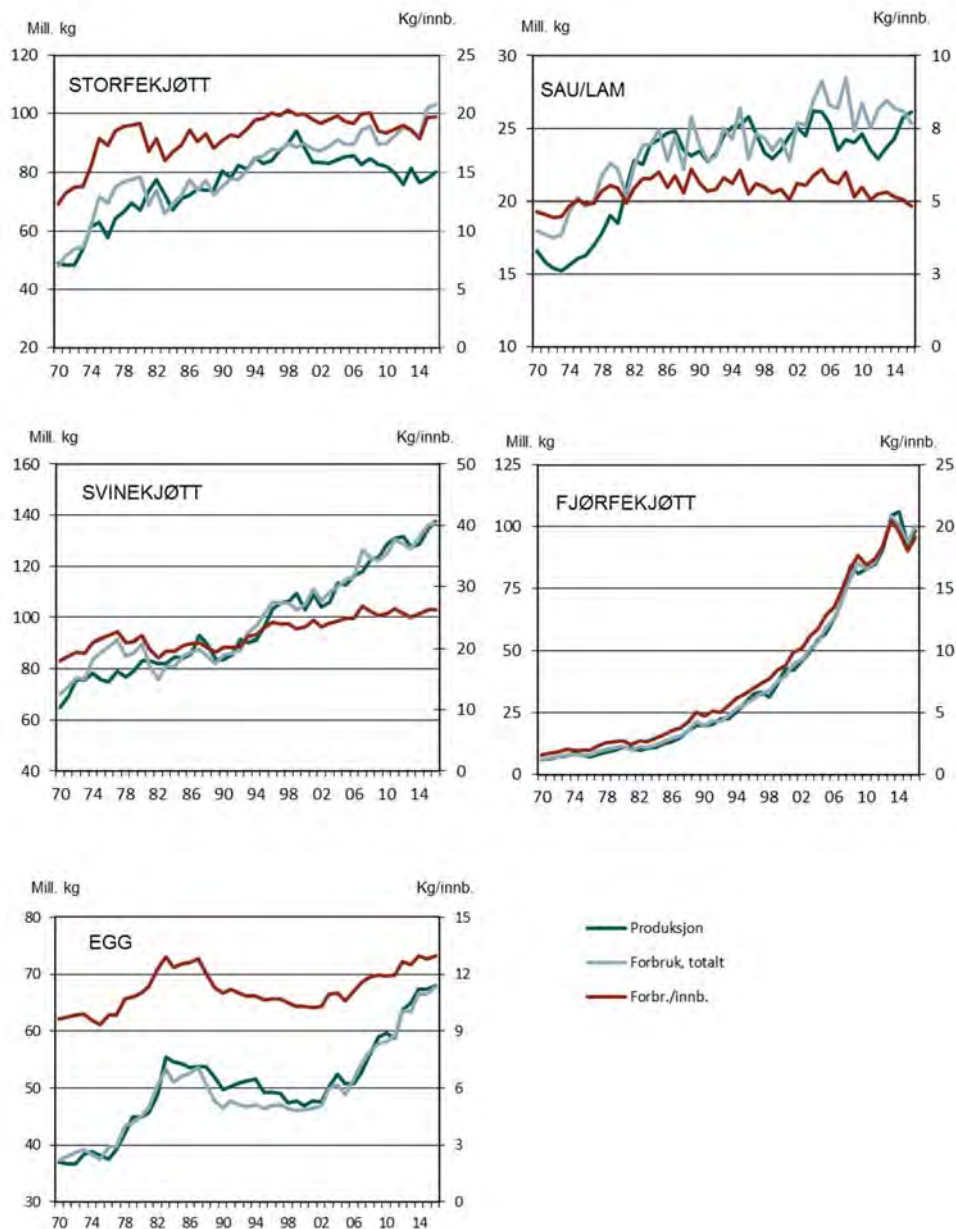 Mill. kg Kg/innb.
STORFEKJØTT
120 25
100 20
80 15
60 10
40 5
20 0
70 74 78 82 86 90 94 98 02 06 10 14
Mill. kg Kg/innb.
SAU/LAM
30 10
25 8
20 5
15 3
10 0
70 74 78 82 86 90 94 98 02 06 10 14
Mill. kg Kg/innb.
SVINEKJØTT
160 50
140 40
120 30
100 20
80 10
60 0
40
70 74 78 82 86 90 94 98 02 06 10 14
Mill. kg Kg/innb.
FJØRFEKJØTT
125 25
100 20
75 15
50 10
25 5
0 0
70 74 78 82 86 90 94 98 02 06 10 14
Mill. kg Kg/innb.
EGG
80 15
70 12
60 9
50 6
40 3
30 0
70 74 78 82 86 90 94 98 02 06 10 14
Produksjon
Forbruk, totalt
Forbr./innb.